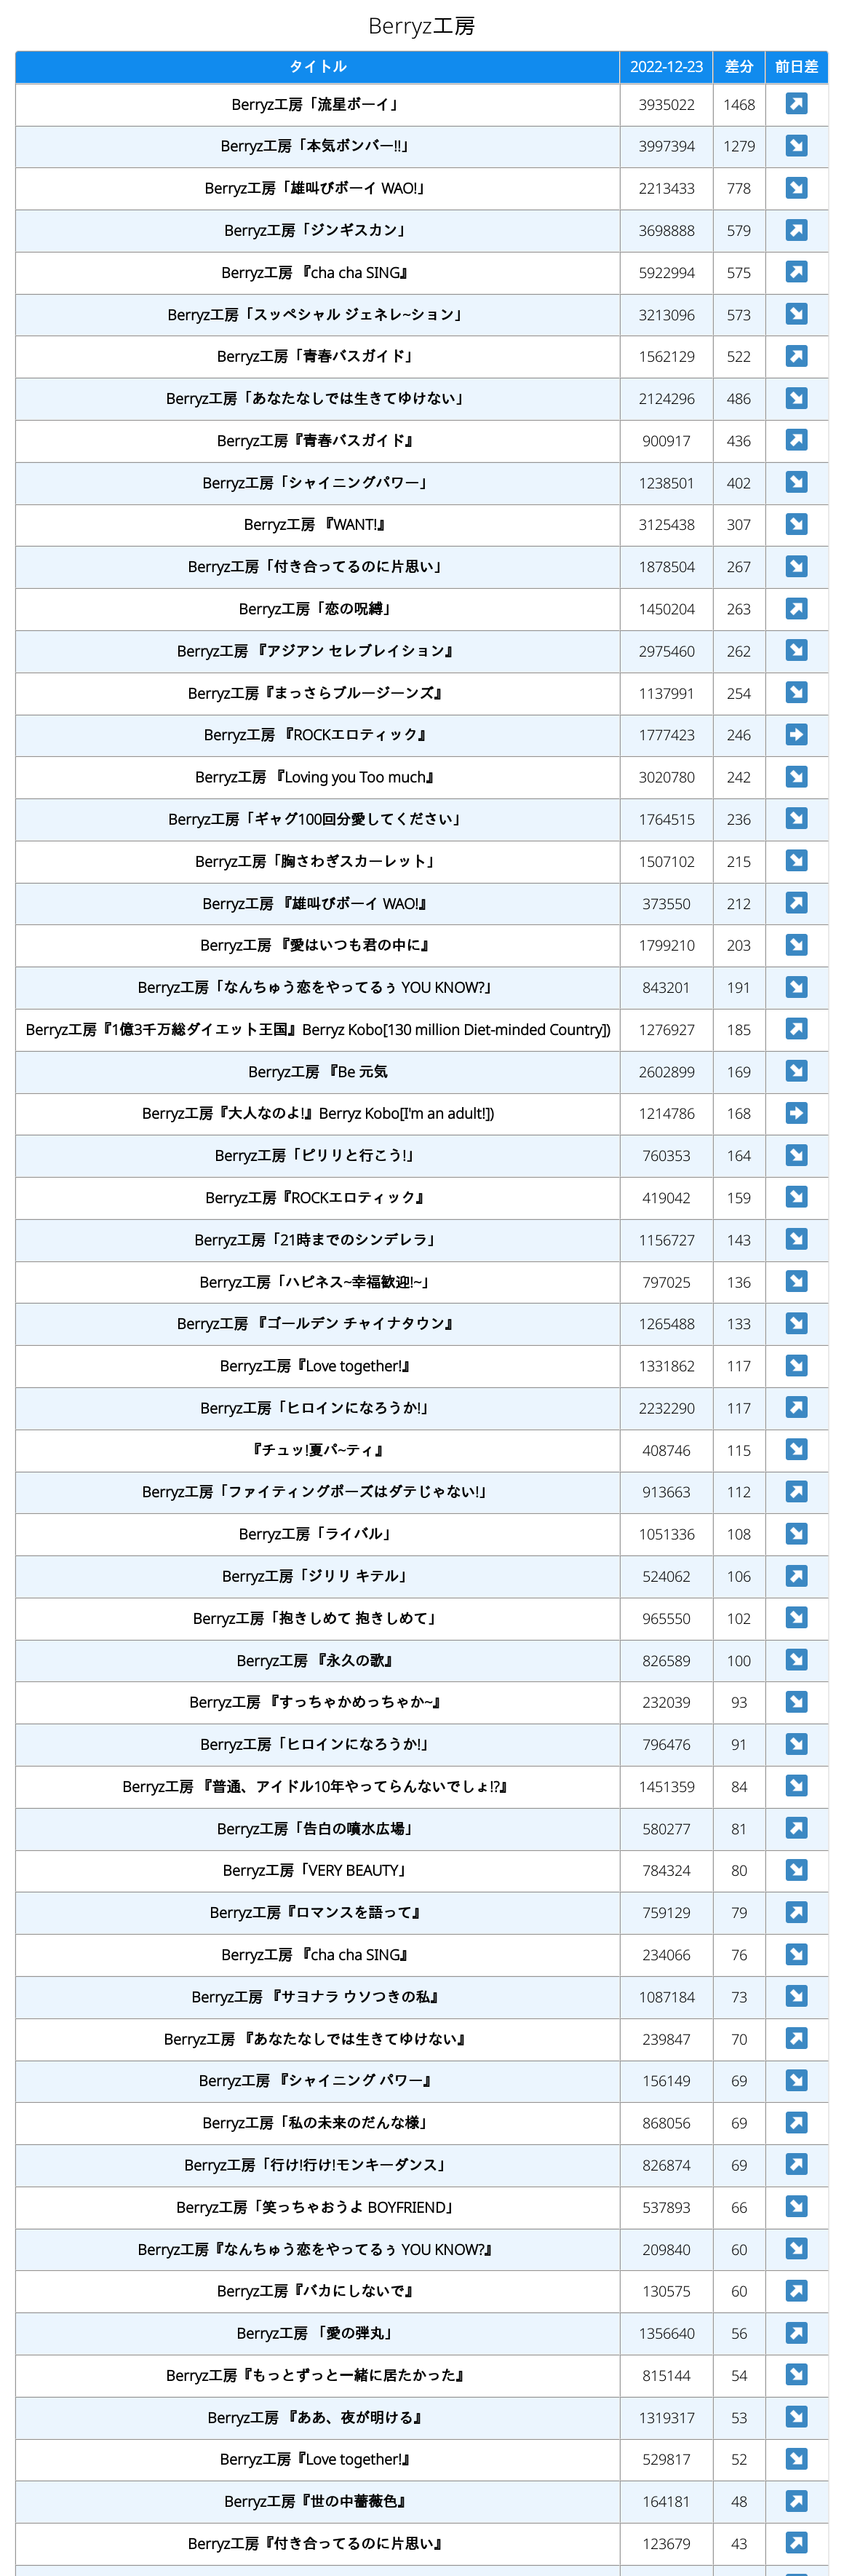 Berryz工房
タイトル 2022-12-23 差分 前日差
Berryz工房「流星ボーイ」 3935022 1468 ↗
Berryz工房「本気ボンバー!!」 3997394 1279 ↘
Berryz工房「雄叫びボーイ WAO!」 2213433 778 ↘
Berryz工房「ジンギスカン」 3698888 579 ↗
Berryz工房 『cha cha SING』 5922994 575 ↗
Berryz工房「スッペシャル ジェネレ~ション」 3213096 573 ↘
Berryz工房「青春バスガイド」 1562129 522 ↗
Berryz工房「あなたなしでは生きてゆけない」 2124296 486 ↘
Berryz工房『青春バスガイド』 900917 436 ↗
Berryz工房「シャイニングパワー」 1238501 402 ↘
Berryz工房 『WANT!』 3125438 307 ↘
Berryz工房「付き合ってるのに片思い」 1878504 267 ↘
Berryz工房「恋の呪縛」 1450204 263 ↗
Berryz工房 『アジアン セレブレイション』 2975460 262 ↘
Berryz工房『まっさらブルージーンズ』 1137991 254 ↘
Berryz工房 『ROCKエロティック』 1777423 246 →
Berryz工房 『Loving you Too much』 3020780 242 ↘
Berryz工房「ギャグ100回分愛してください」 1764515 236 ↘
Berryz工房「胸さわぎスカーレット」 1507102 215 ↘
Berryz工房 『雄叫びボーイ WAO!』 373550 212 ↗
Berryz工房 『愛はいつも君の中に』 1799210 203 ↘
Berryz工房「なんちゅう恋をやってるぅ YOU KNOW?」 843201 191 ↘
Berryz工房『1億3千万総ダイエット王国』Berryz Kobo[130 million Diet-minded Country]) 1276927 185 ↗
Berryz工房 『Be 元気 2602899 169 ↘
Berryz工房『大人なのよ!』Berryz Kobo[I'm an adult!]) 1214786 168 →
Berryz工房「ピリリと行こう!」 760353 164 ↘
Berryz工房『ROCKエロティック』 419042 159 ↘
Berryz工房「21時までのシンデレラ」 1156727 143 ↘
Berryz工房「ハピネス~幸福歓迎!~」 797025 136 ↘
Berryz工房 『ゴールデン チャイナタウン』 1265488 133 ↘
Berryz工房『Love together!』 1331862 117 ↘
Berryz工房「ヒロインになろうか!」 2232290 117 ↗
『チュッ!夏パ~ティ』 408746 115 ↘
Berryz工房「ファイティングポーズはダテじゃない!」 913663 112 ↗
Berryz工房「ライバル」 1051336 108 ↘
Berryz工房「ジリリ キテル」 524062 106 ↗
Berryz工房「抱きしめて 抱きしめて」 965550 102 ↘
Berryz工房 『永久の歌』 826589 100 ↘
Berryz工房 『すっちゃかめっちゃか~』 232039 93 ↘
Berryz工房「ヒロインになろうか!」 796476 91 ↘
Berryz工房 『普通、アイドル10年やってらんないでしょ!?』 1451359 84 ↘
Berryz工房「告白の噴水広場」 580277 81 ↗
Berryz工房「VERY BEAUTY」 784324 80 ↘
Berryz工房『ロマンスを語って』 759129 79 ↗
Berryz工房 『cha cha SING』 234066 76 ↘
Berryz工房 『サヨナラ ウソつきの私』 1087184 73 ↘
Berryz工房 『あなたなしでは生きてゆけない』 239847 70 ↗
Berryz工房 『シャイニング パワー』 156149 69 ↘
Berryz工房「私の未来のだんな様」 868056 69 ↗
Berryz工房「行け!行け!モンキーダンス」 826874 69 ↗
Berryz工房「笑っちゃおうよ BOYFRIEND」 537893 66 ↘
Berryz工房『なんちゅう恋をやってるぅ YOU KNOW?』 209840 60 ↘
Berryz工房『バカにしないで』 130575 60 ↗
Berryz工房 「愛の弾丸」 1356640 56 ↗
Berryz工房『もっとずっと一緒に居たかった』 815144 54 ↘
Berryz工房 『ああ、夜が明ける』 1319317 53 ↘
Berryz工房『Love together!』 529817 52 ↘
Berryz工房『世の中薔薇色』 164181 48 ↗
Berryz工房『付き合ってるのに片思い』 123679 43 ↗